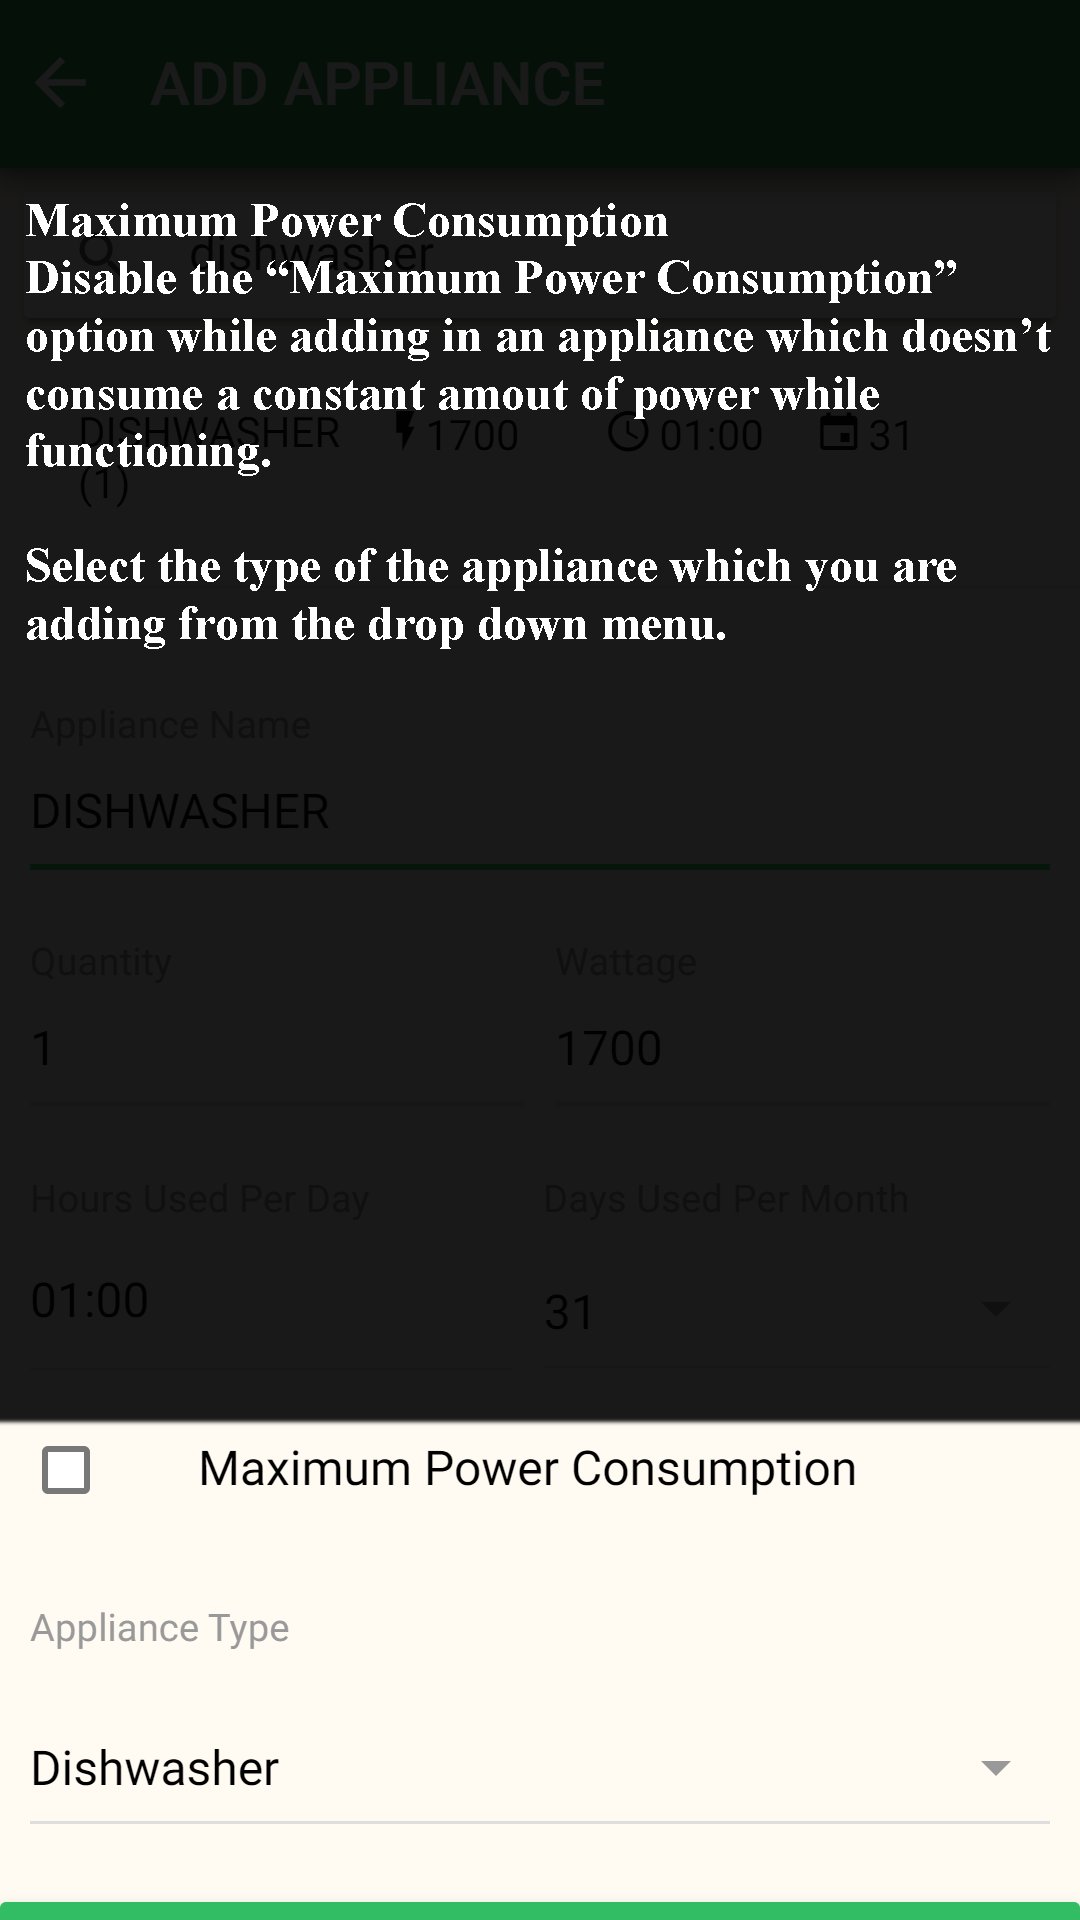 ADD APPLIANCE
Maximum Power Consumption
dishwasher
Disable the “Maximum Power Consumption”
option while adding in an appliance which doesn’t
consume a constant amout of power while
DISHWASHER 1700 01:00 31
functioning.
(1)
Select the type of the appliance which you are
adding from the drop down menu.
Appliance Name
DISHWASHER
Quantity Wattage
1 1700
Hours Used Per Day Days Used Per Month
01:00 31
Maximum Power Consumption
Appliance Type
Dishwasher